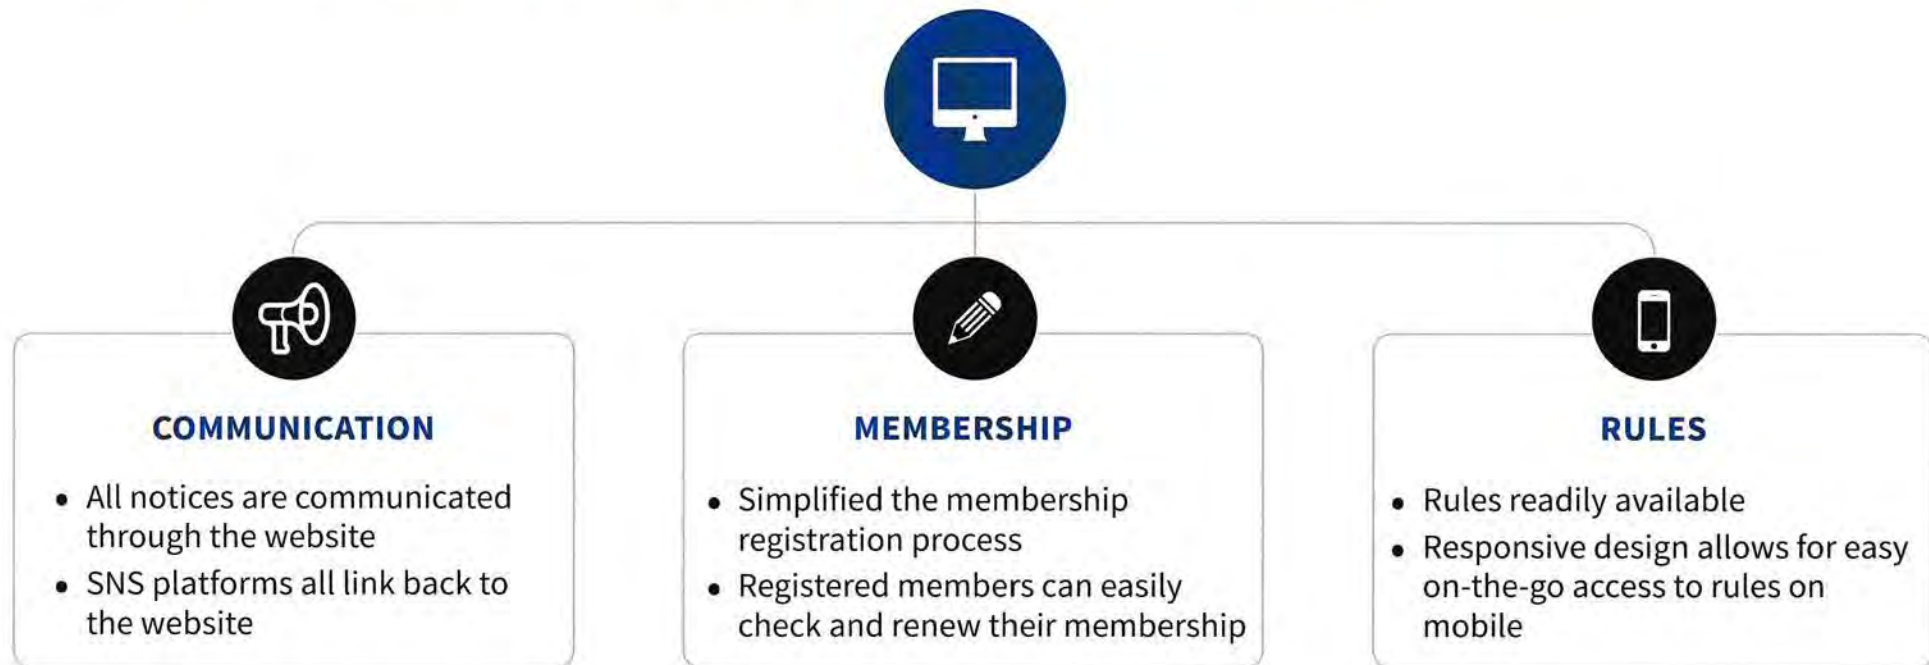 COMMUNICATION
• All notices are communicated
through the website
• SNS platforms all link back to
the website
MEMBERSHIP
• Simplified the membership
registration process
• Registered members can easily
check and renew their membership
RULES
• Rules readily available
• Responsive design allows for easy
on-the-go access to rules on
mobile